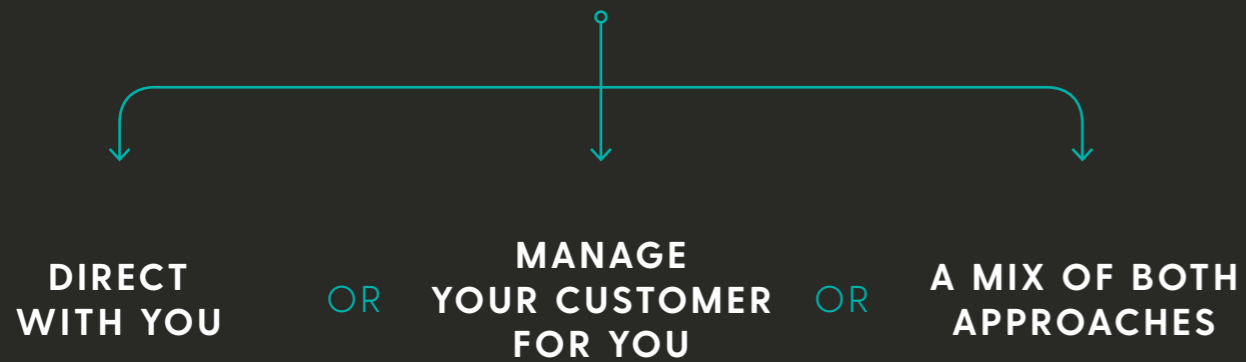 DIRECT
WITH YOU
OR
MANAGE
YOUR CUSTOMER
FOR YOU
OR
A MIX OF BOTH
APPROACHES